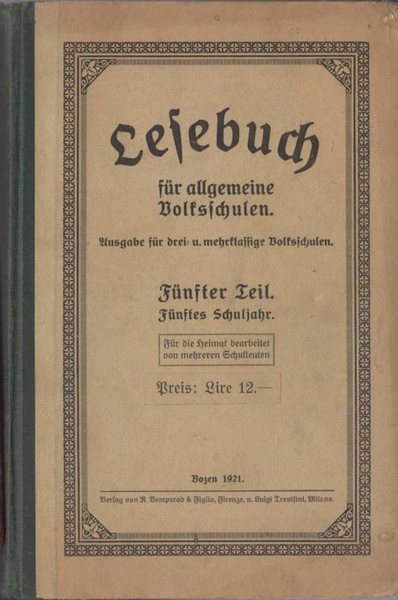 Lesebuch
für allgemeine
Volksschulen.
Ausgabe für drei- u. mehrklassige Volksschulen.
Fünfter Teil.
Fünftes Schuljahr.
Für die Heimat bearbeitet
von mehreren Schulleuten
Preis: Lire 12.—
Bozen 1921.
Verlag von R. Bemporad & Figlio, Firenze, u. Luigi Trevisini, Milano.